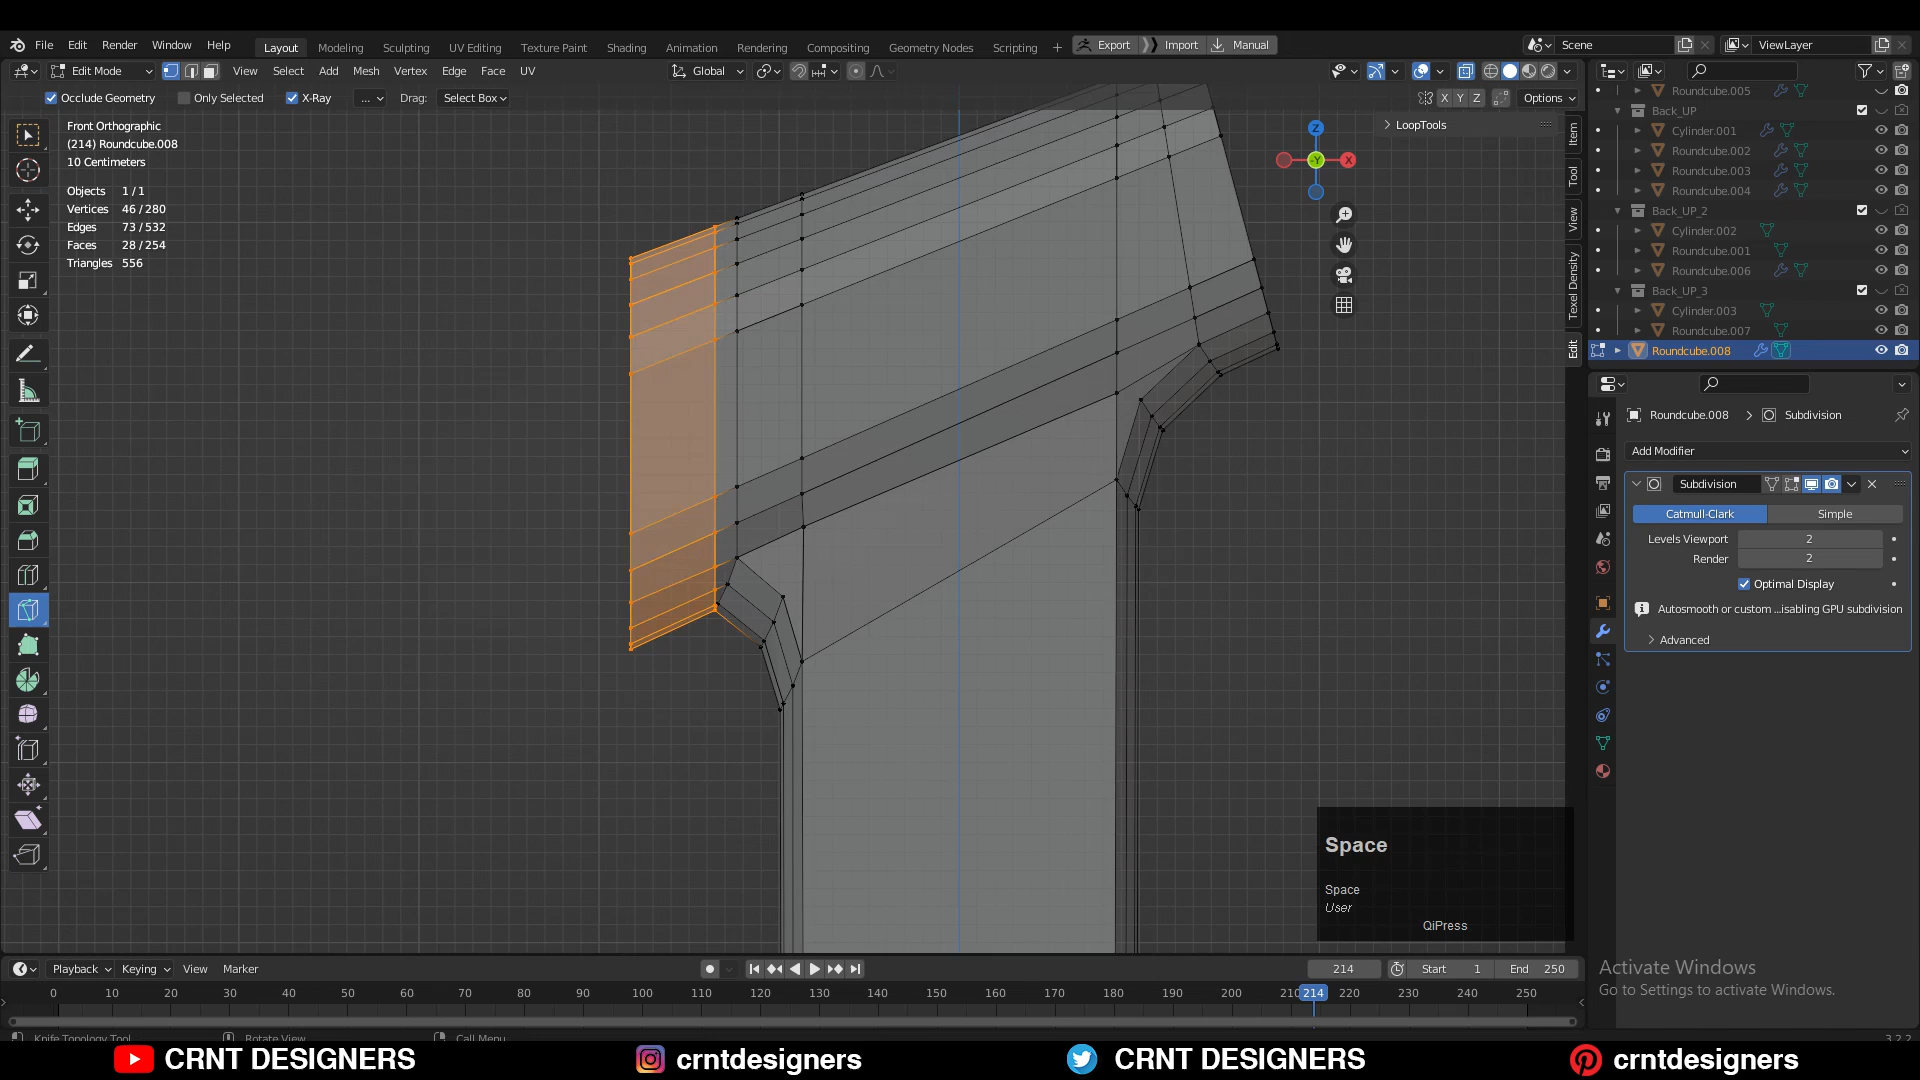 File Edit Render Window Help Layout Modeling Sculpting UV Editing Texture Paint Shading Animation Rendering Compositing Geometry Nodes Scripting + Export Import Manual Scene ViewLayer
Edit Mode View Select Add Mesh Vertex Edge Face UV Global
Occlude Geometry Only Selected X-Ray ... Drag: Select Box X Y Z Options
Front Orthographic
(214) Roundcube.008
10 Centimeters
Objects 1 / 1
Vertices 46 / 280
Edges 73 / 532
Faces 28 / 254
Triangles 556
LoopTools
Z
-Y
X
Item
Tool
View
Texel Density
Edit
Roundcube.005
Back_UP
Cylinder.001
Roundcube.002
Roundcube.003
Roundcube.004
Back_UP_2
Cylinder.002
Roundcube.001
Roundcube.006
Back_UP_3
Cylinder.003
Roundcube.007
Roundcube.008
Roundcube.008 > Subdivision
Add Modifier
Subdivision
Catmull-Clark Simple
Levels Viewport 2
Render 2
Optimal Display
Autosmooth or custom ...isabling GPU subdivision
Advanced
Space
Space
User
QiPress
Playback Keying View Marker 214 Start 1 End 250
0 10 20 30 40 50 60 70 80 90 100 110 120 130 140 150 160 170 180 190 200 210 214 220 230 240 250
Activate Windows
Go to Settings to activate Windows.
Knife Topology Tool Rotate View Call Menu 3.2.2
CRNT DESIGNERS crntdesigners CRNT DESIGNERS crntdesigners